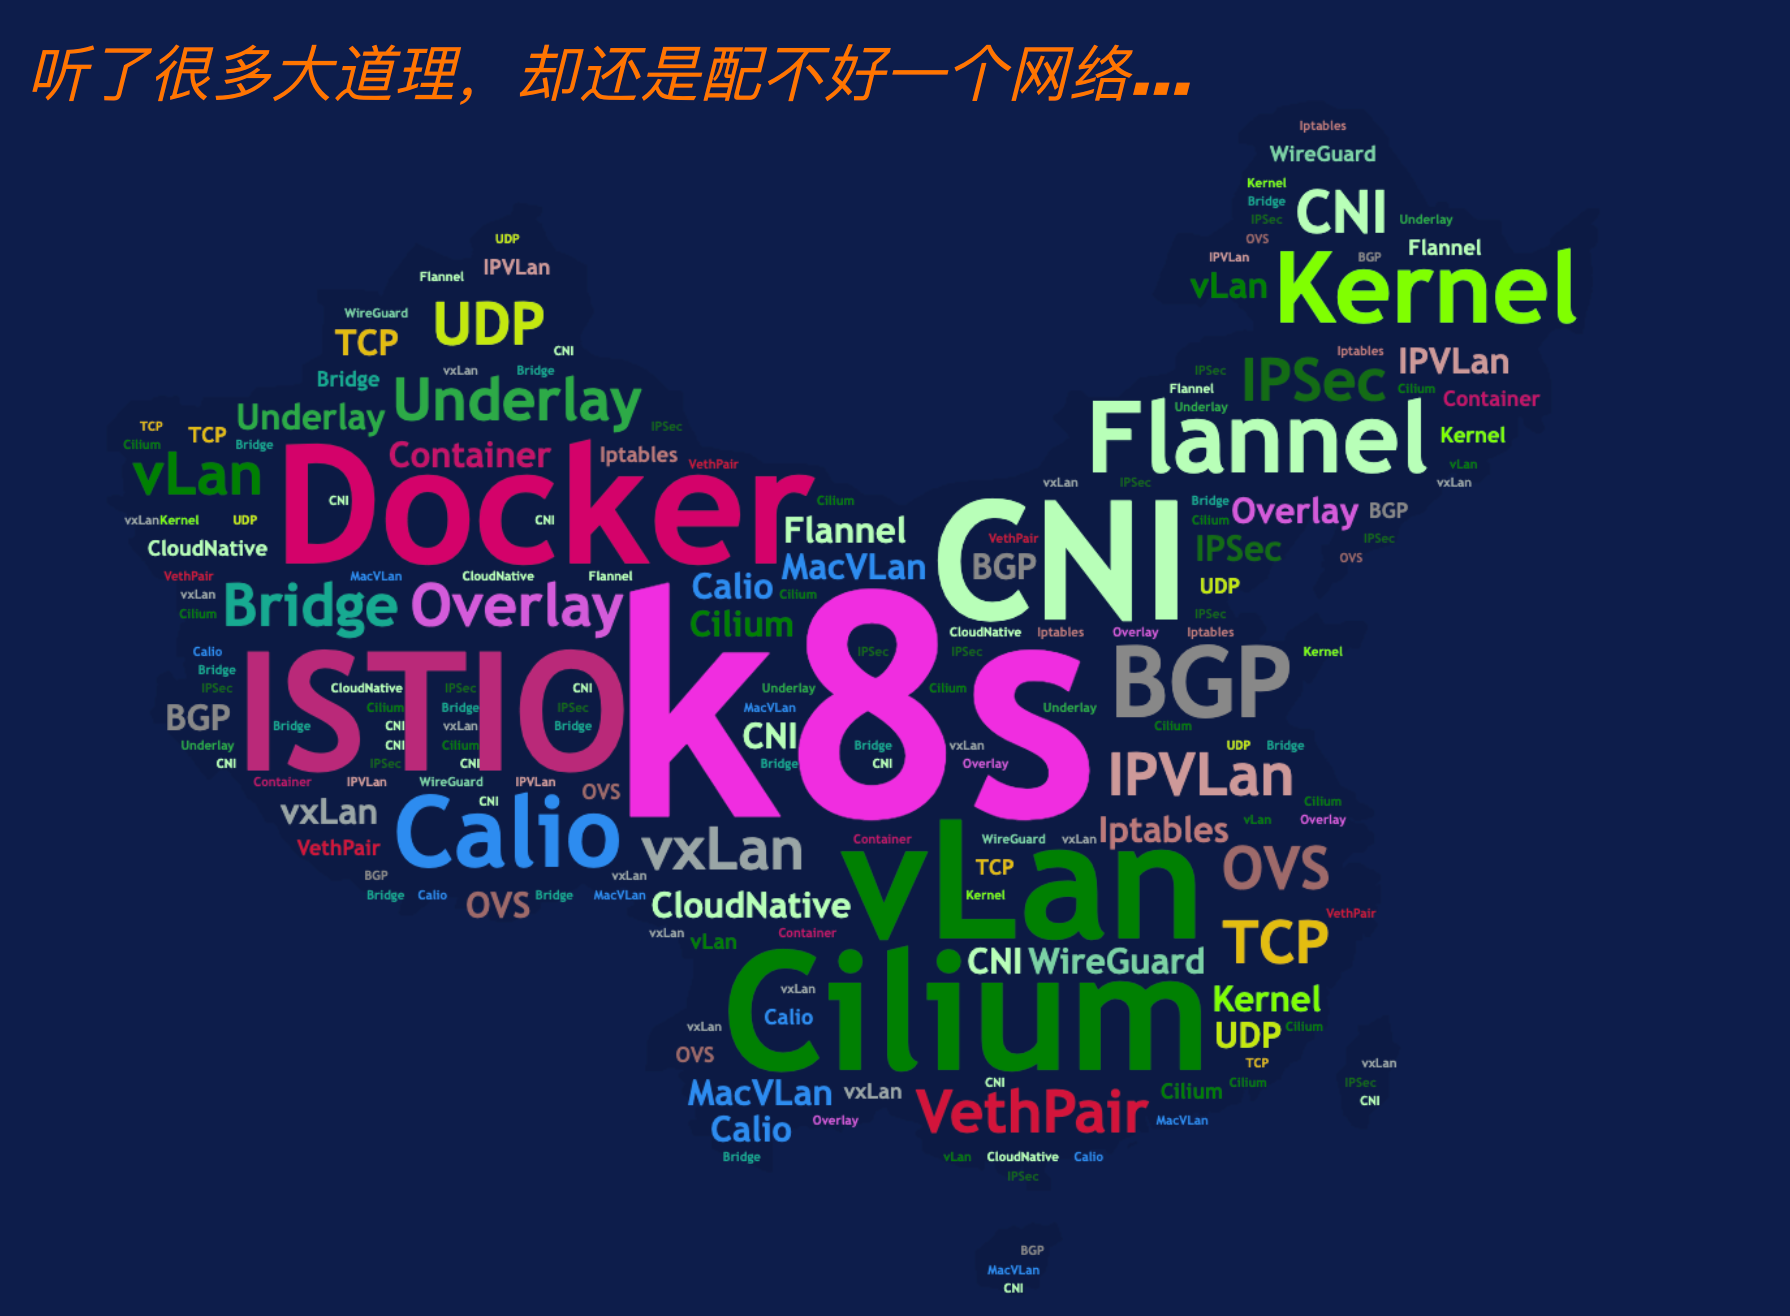 听了很多大道理，却还是配不好一个网络...
Iptables
WireGuard
Kernel
CNI
Bridge
IPSec
Underlay
UDP
OVS
Flannel
IPVLan
BGP
IPVLan
Flannel
vLan
Kernel
WireGuard
UDP
TCP
CNI
Iptables
IPVLan
vxLan
Bridge
IPSec
IPSec
Bridge
Underlay
Flannel
Cilium
Container
Underlay
Underlay
TCP
TCP
IPSec
Flannel
Kernel
Cilium
Bridge
Container
Iptables
VethPair
vLan
vLan
Docker
CNI
Cilium
vxLan
IPSec
vxLan
Bridge
Overlay
BGP
vxLan
Kernel
UDP
CNI
Flannel
CNI
Cilium
CloudNative
VethPair
IPSec
IPSec
BGP
OVS
VethPair
MacVLan
CloudNative
Flannel
MacVLan
Calio
UDP
vxLan
Bridge
Overlay
Cilium
Cilium
Cilium
IPSec
CloudNative
Iptables
Overlay
Iptables
Calio
k8s
IPSec
IPSec
Kernel
Bridge
ISTIO
BGP
IPSec
CloudNative
IPSec
CNI
Underlay
Cilium
Cilium
Bridge
IPSec
MacVLan
Underlay
BGP
Bridge
CNI
vxLan
Bridge
CNI
Cilium
Underlay
CNI
Cilium
Bridge
vxLan
UDP
Bridge
CNI
IPSec
CNI
Bridge
CNI
Overlay
IPVLan
Container
IPVLan
WireGuard
IPVLan
OVS
vxLan
CNI
Calio
Cilium
vLan
Overlay
VethPair
vxLan
Container
WireGuard
vxLan
Iptables
vLan
TCP
OVS
BGP
vxLan
Bridge
Calio
OVS
Bridge
MacVLan
CloudNative
Kernel
VethPair
vxLan
vLan
Container
TCP
CNI
WireGuard
Cilium
vxLan
Kernel
Calio
vxLan
UDP
Cilium
OVS
TCP
vxLan
MacVLan
vxLan
CNI
Cilium
Cilium
IPSec
VethPair
CNI
Calio
Overlay
MacVLan
Bridge
vLan
CloudNative
Calio
IPSec
BGP
MacVLan
CNI